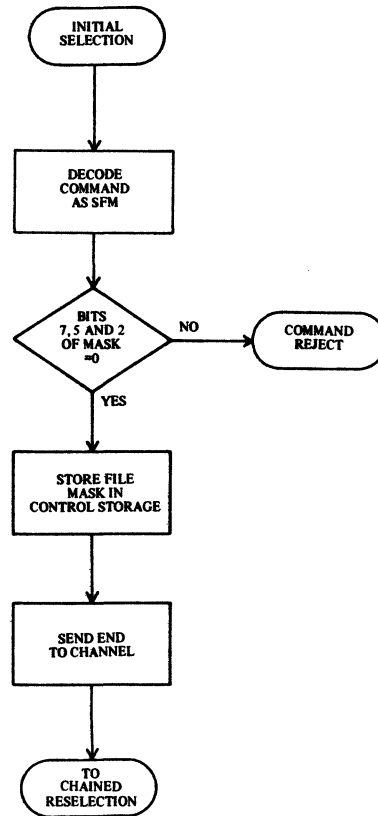 INITIAL
SELECTION
DECODE
COMMAND
AS SFM
BITS
7, 5 AND 2
OF MASK
=0
NO
COMMAND
REJECT
YES
STORE FILE
MASK IN
CONTROL STORAGE
SEND END
TO CHANNEL
TO
CHAINED
RESELECTION